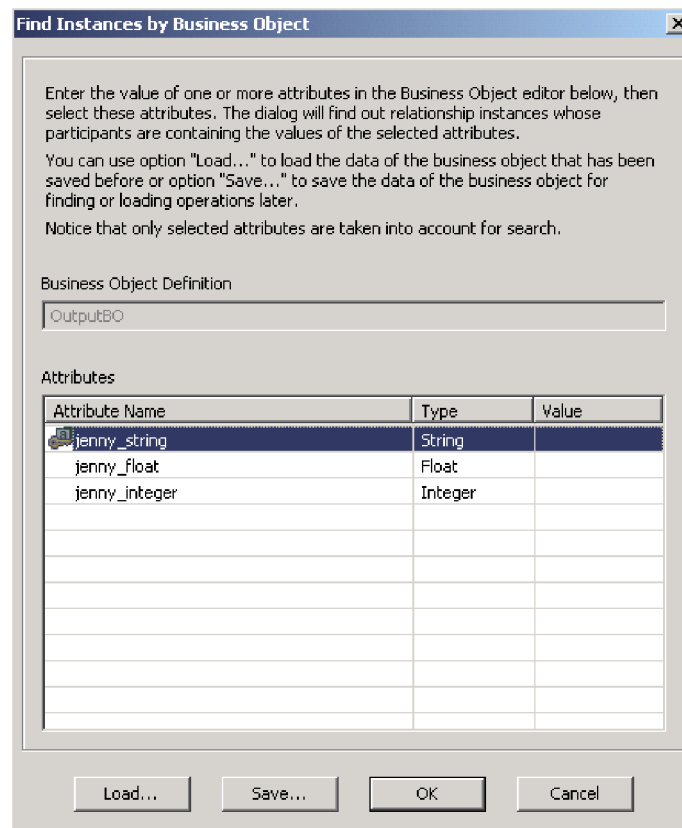 Find Instances by Business Object
Enter the value of one or more attributes in the Business Object editor below, then
select these attributes. The dialog will find out relationship instances whose
participants are containing the values of the selected attributes.
You can use option "Load..." to load the data of the business object that has been
saved before or option "Save..." to save the data of the business object for
finding or loading operations later.
Notice that only selected attributes are taken into account for search.
Business Object Definition
OutputBO
Attributes
Attribute Name Type Value
jenny_string String
jenny_float Float
jenny_integer Integer
Load... Save... OK Cancel